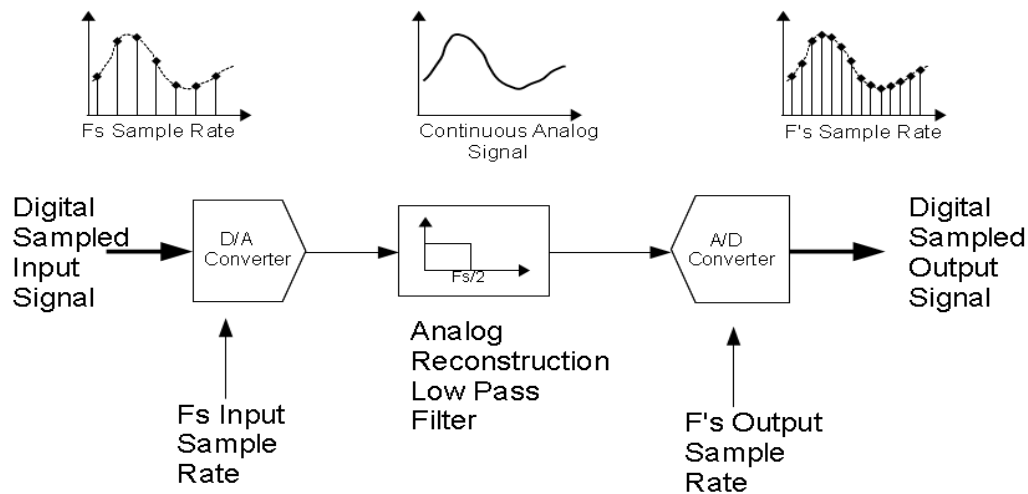 Fs Sample Rate
Continuous Analog
Signal
F's Sample Rate
Digital
Sampled
Input
Signal
D/A
Converter
Fs/2
A/D
Converter
Digital
Sampled
Output
Signal
Analog
Reconstruction
Low Pass
Filter
Fs Input
Sample
Rate
F's Output
Sample
Rate